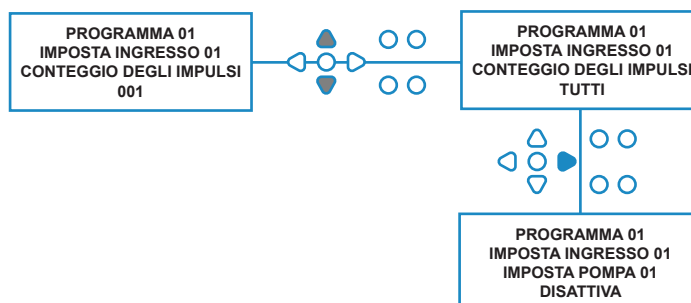 PROGRAMMA 01
IMPOSTA INGRESSO 01
CONTEGGIO DEGLI IMPULSI
001
PROGRAMMA 01
IMPOSTA INGRESSO 01
CONTEGGIO DEGLI IMPULSI
TUTTI
PROGRAMMA 01
IMPOSTA INGRESSO 01
IMPOSTA POMPA 01
DISATTIVA